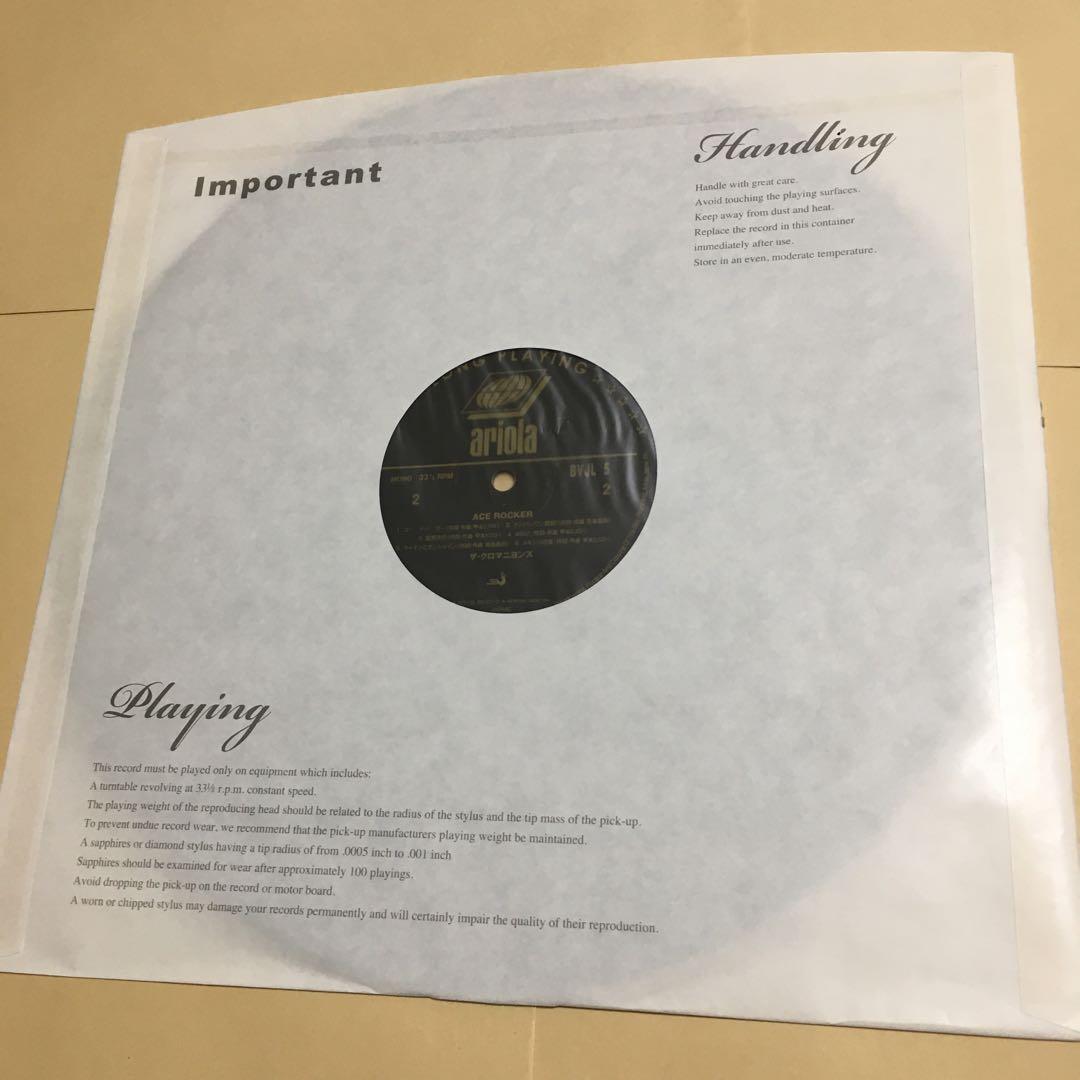 Important
Handling
Handle with great care.
Avoid touching the playing surfaces.
Keep away from dust and heat.
Replace the record in this container
immediately after use.
Store in an even, moderate temperature.
LONG PLAYING
ariola
MONO 33⅓ RPM
BVJL 5
2
2
ACE ROCKER
ザ・クロマニヨンズ
Playing
This record must be played only on equipment which includes:
A turntable revolving at 33⅓ r.p.m. constant speed.
The playing weight of the reproducing head should be related to the radius of the stylus and the tip mass of the pick-up.
To prevent undue record wear, we recommend that the pick-up manufacturers playing weight be maintained.
A sapphires or diamond stylus having a tip radius of from .0005 inch to .001 inch
Sapphires should be examined for wear after approximately 100 playings.
Avoid dropping the pick-up on the record or motor board.
A worn or chipped stylus may damage your records permanently and will certainly impair the quality of their reproduction.